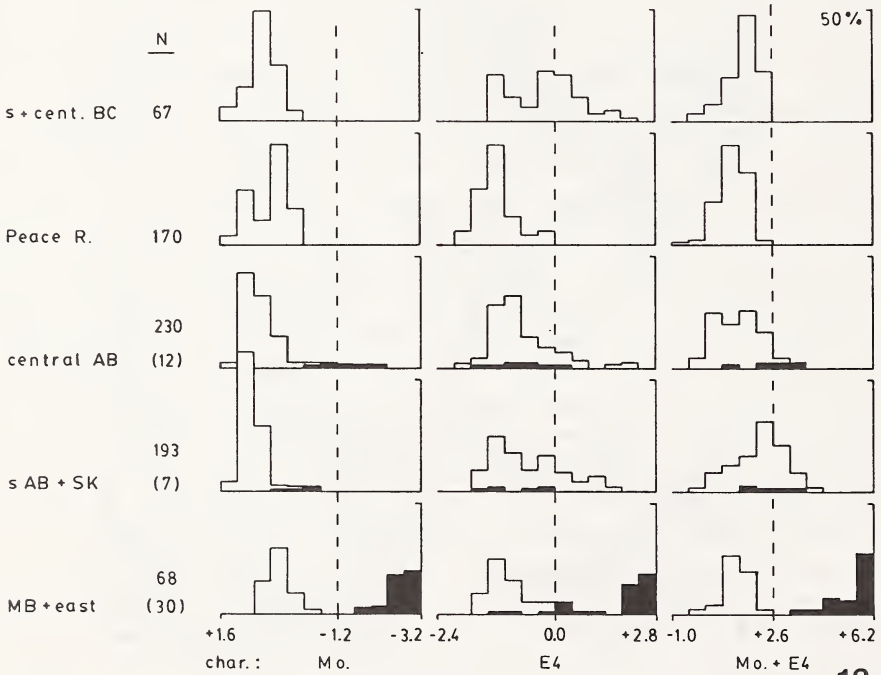 N
50%
s + cent. BC 67
Peace R. 170
230
central AB (12)
193
s AB + SK (7)
68
MB + east (30)
+1.6 -1.2 -3.2 -2.4 0.0 +2.8 -1.0 +2.6 +6.2
char.: Mo. E4 Mo. + E4